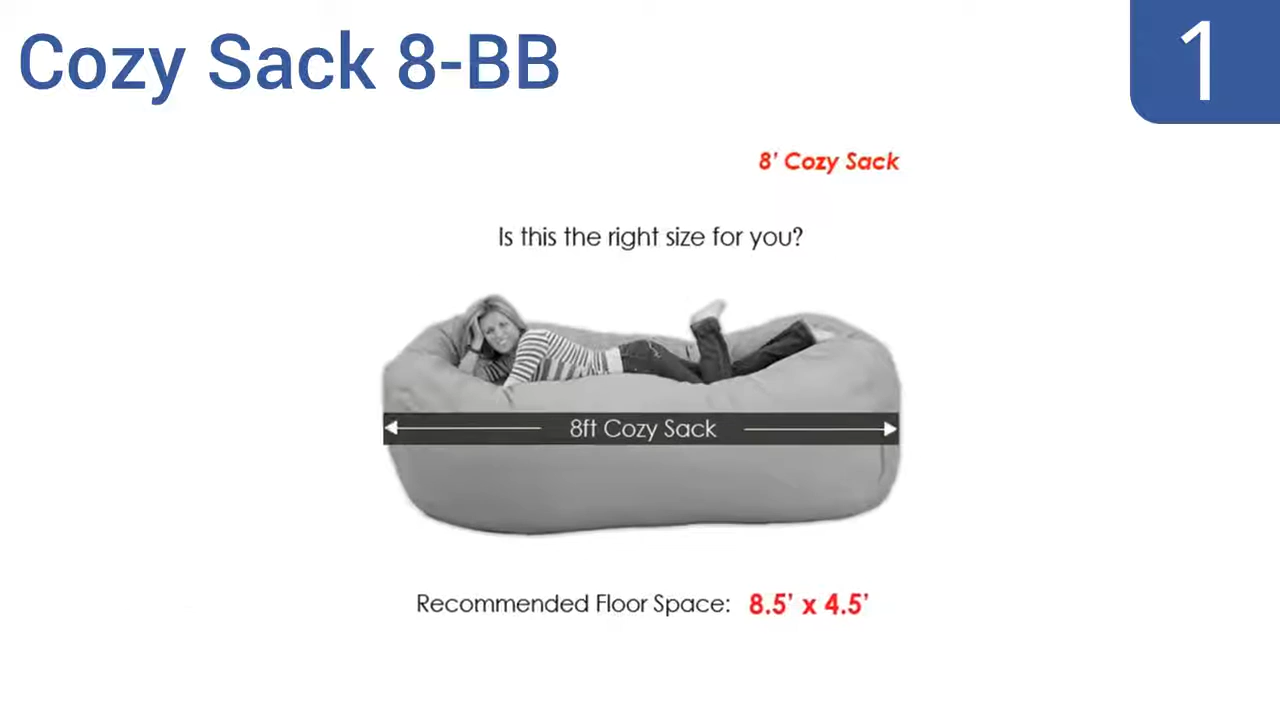 Cozy Sack 8-BB
1
8' Cozy Sack
Is this the right size for you?
8ft Cozy Sack
Recommended Floor Space: 8.5' x 4.5'